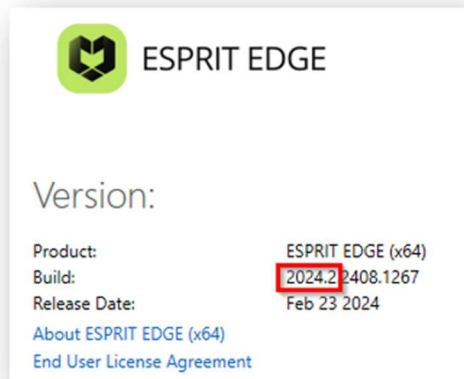 ESPRIT EDGE
Version:
Product: ESPRIT EDGE (x64)
Build: 2024.2.2408.1267
Release Date: Feb 23 2024
About ESPRIT EDGE (x64)
End User License Agreement